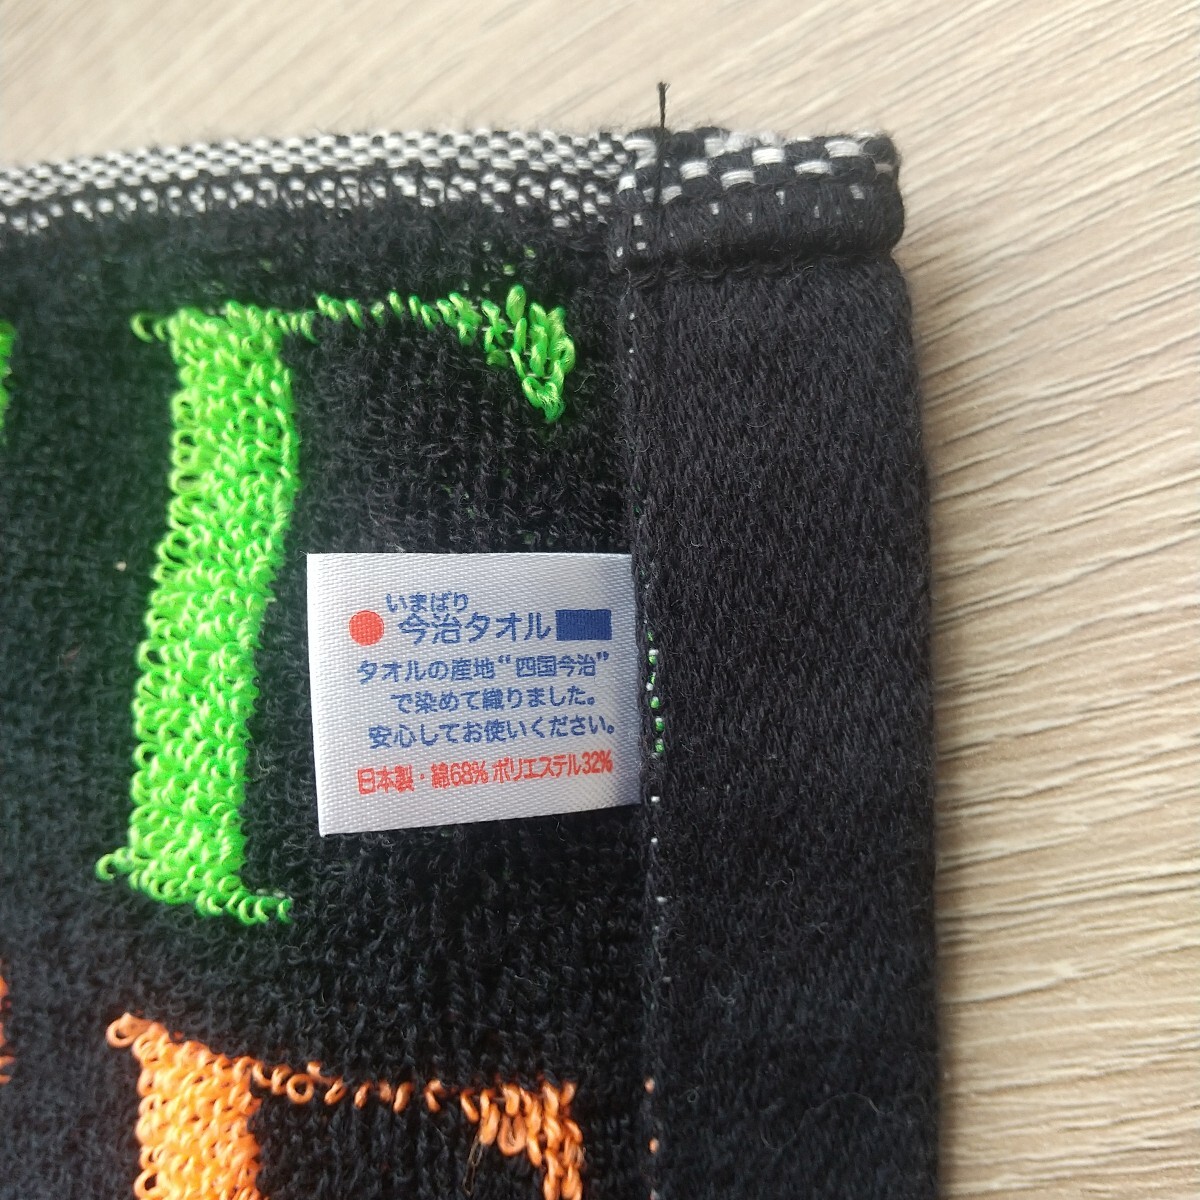 いまばり
今治タオル
タオルの産地“四国今治”
で染めて織りました。
安心してお使いください。
日本製・綿68% ポリエステル32%